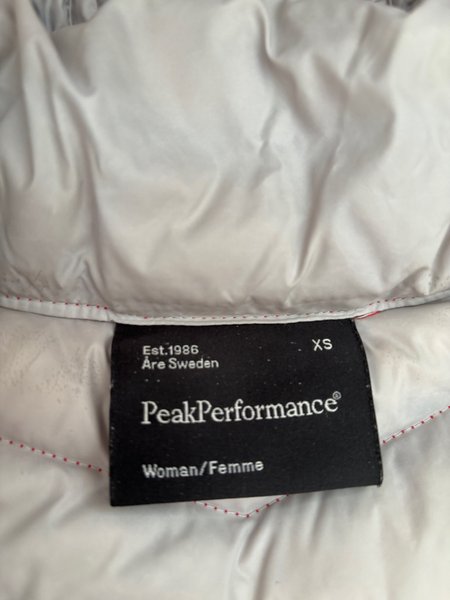 Est.1986 XS
Åre Sweden
PeakPerformance®
Woman/Femme